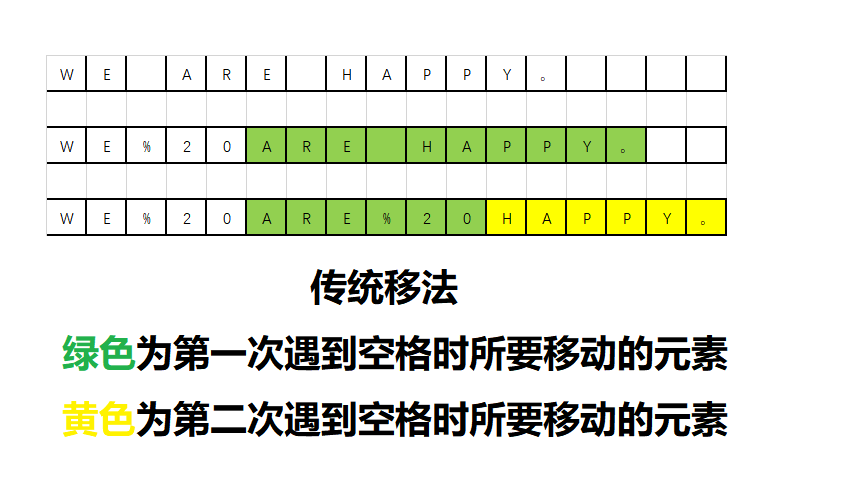 W E A R E H A P P Y 。
W E % 2 0 A R E H A P P Y 。
W E % 2 0 A R E % 2 0 H A P P Y 。
传统移法
绿色为第一次遇到空格时所要移动的元素
黄色为第二次遇到空格时所要移动的元素